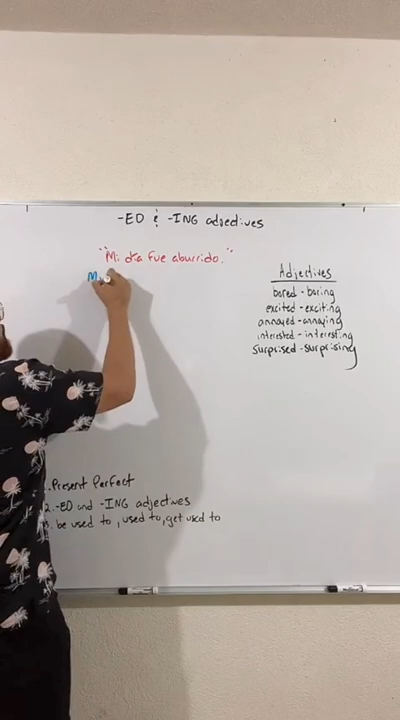 -ED & -ING adjectives
"Mi día fue aburrido."
M
Adjectives
bored - boring
excited - exciting
annoyed - annoying
interested - interesting
surprised - surprising
. Present Perfect
2. -ED and -ING adjectives
3. be used to, used to, get used to